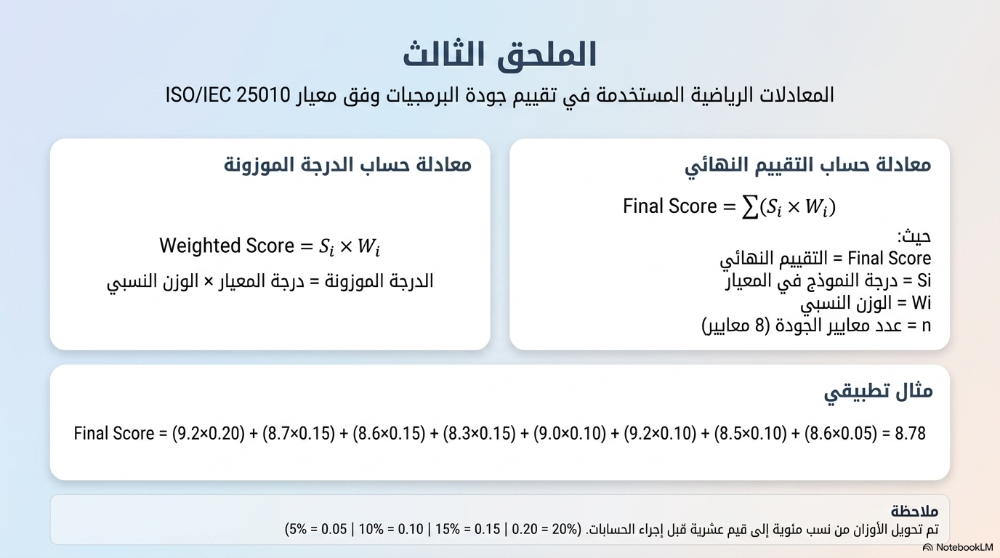 الملحق الثالث
المعادلات الرياضية المستخدمة في تقييم جودة البرمجيات وفق معيار ISO/IEC 25010
معادلة حساب التقييم النهائي
Final Score = ∑(Sᵢ × Wᵢ)
حيث:
Final Score = التقييم النهائي
Si = درجة النموذج في المعيار
Wi = الوزن النسبي
n = عدد معايير الجودة (8 معايير)
معادلة حساب الدرجة الموزونة
Weighted Score = Sᵢ × Wᵢ
الدرجة الموزونة = درجة المعيار × الوزن النسبي
مثال تطبيقي
Final Score = (9.2×0.20) + (8.7×0.15) + (8.6×0.15) + (8.3×0.15) + (9.0×0.10) + (9.2×0.10) + (8.5×0.10) + (8.6×0.05) = 8.78
ملاحظة
تم تحويل الأوزان من نسب مئوية إلى قيم عشرية قبل إجراء الحسابات. (20% = 0.20 | 15% = 0.15 | 10% = 0.10 | 5% = 0.05)
NotebookLM